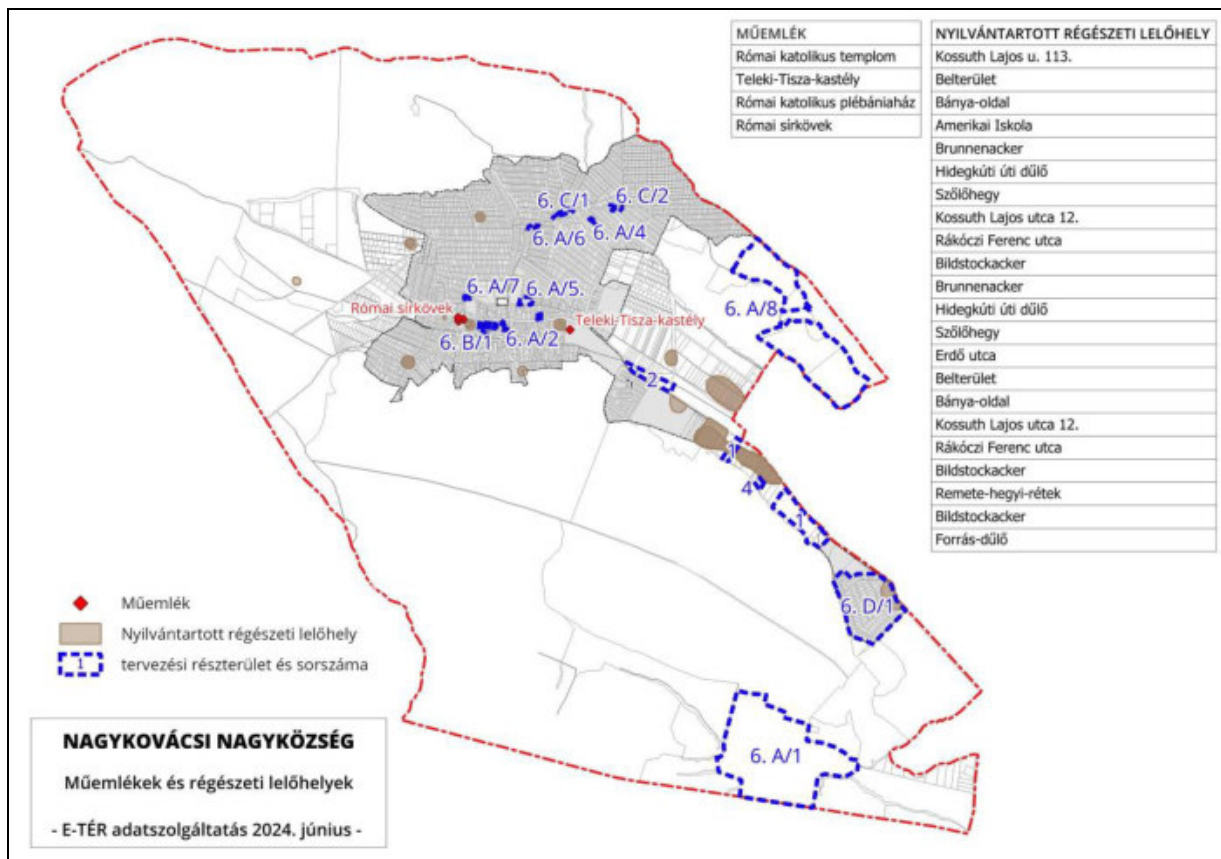 MŰEMLÉK
Római katolikus templom
Teleki-Tisza-kastély
Római katolikus plébániaház
Római sírkövek
NYILVÁNTARTOTT RÉGÉSZETI LELŐHELY
Kossuth Lajos u. 113.
Belterület
Bánya-oldal
Amerikai Iskola
Brunnenacker
Hidegkúti úti dűlő
Szőlőhegy
Kossuth Lajos utca 12.
Rákóczi Ferenc utca
Bildstockacker
Brunnenacker
Hidegkúti úti dűlő
Szőlőhegy
Erdő utca
Belterület
Bánya-oldal
Kossuth Lajos utca 12.
Rákóczi Ferenc utca
Bildstockacker
Remete-hegyi-rétek
Bildstockacker
Forrás-dűlő
6. C/1
6. C/2
6. A/6
6. A/4
6. A/7
6. A/5.
6. A/8
Római sírkövek
Teleki-Tisza-kastély
6. B/1
6. A/2
2
1
4
1
6. D/1
6. A/1
Műemlék
Nyilvántartott régészeti lelőhely
1 tervezési részterület és sorszáma
NAGYKOVÁCSI NAGYKÖZSÉG
Műemlékek és régészeti lelőhelyek
- E-TÉR adatszolgáltatás 2024. június -